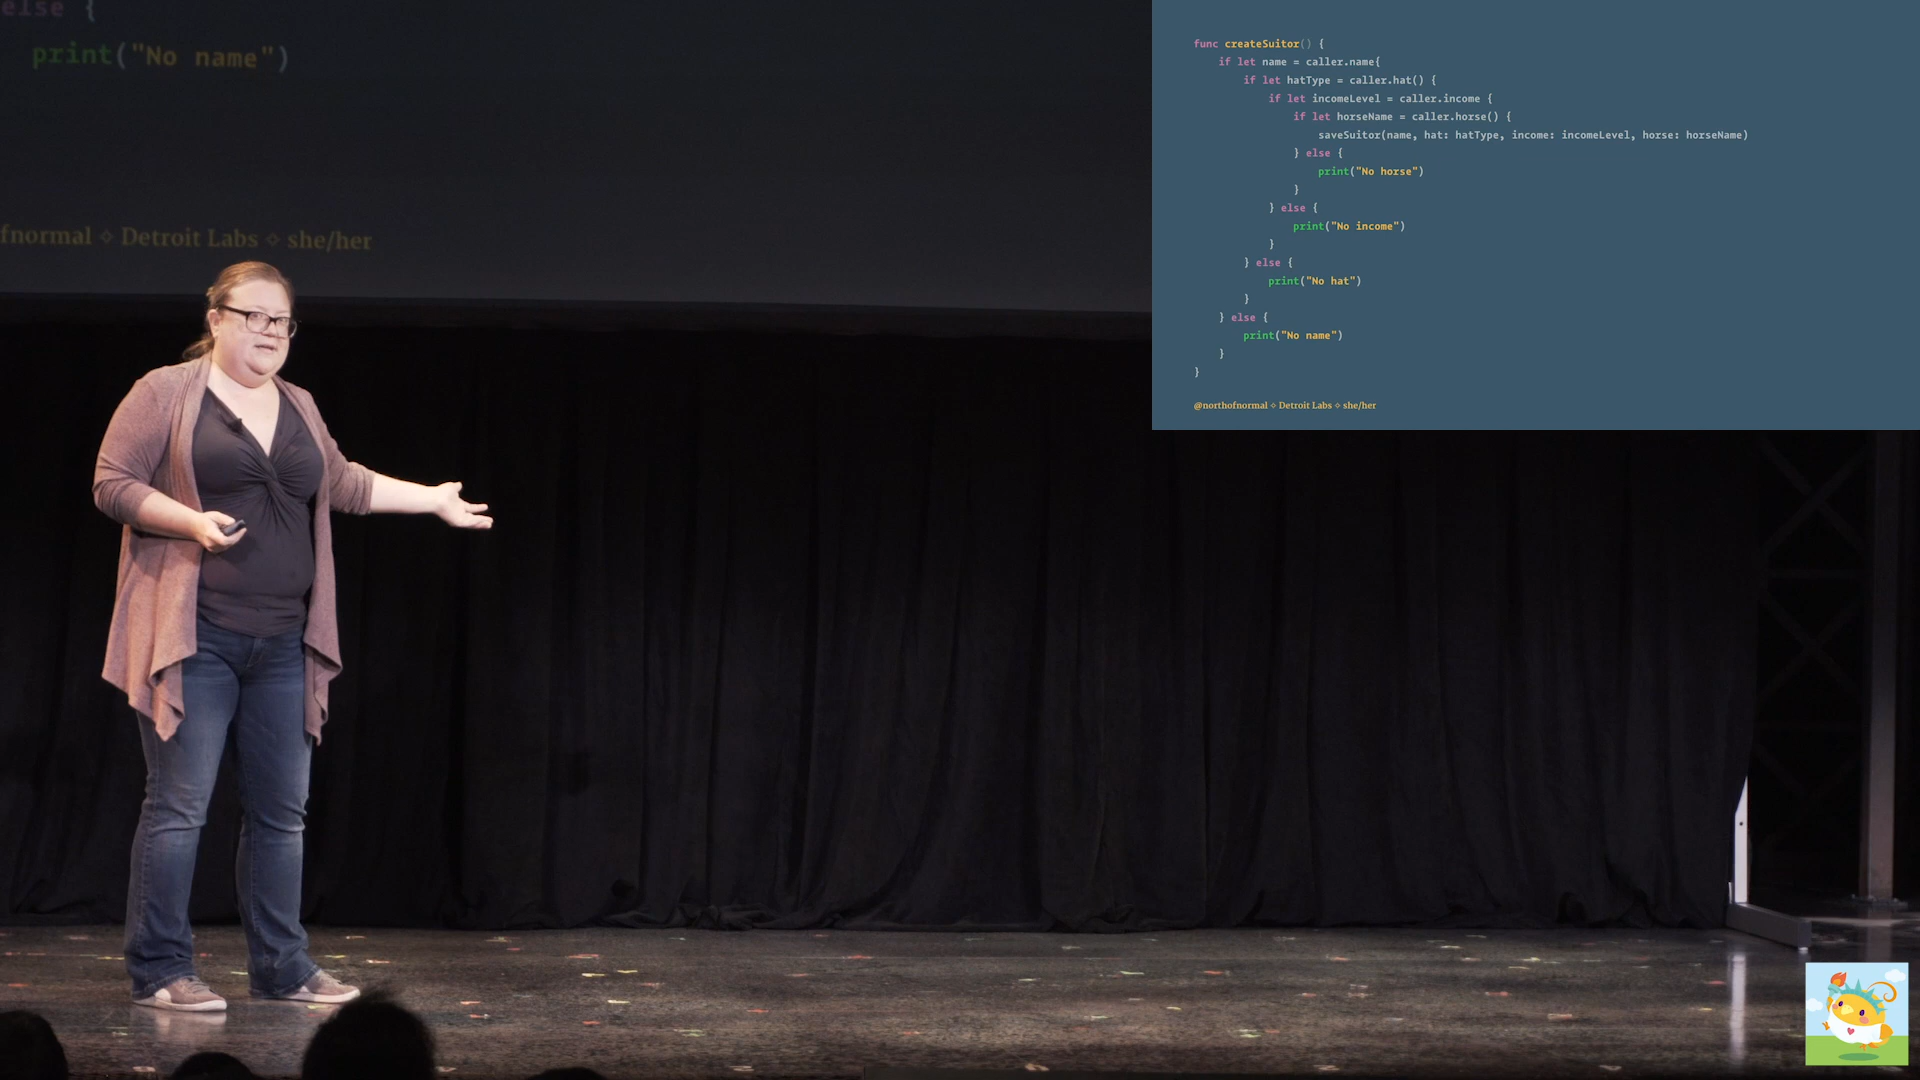 else {
print("No name")
fnormal ✧ Detroit Labs ✧ she/her
func createSuitor() {
if let name = caller.name{
if let hatType = caller.hat() {
if let incomeLevel = caller.income {
if let horseName = caller.horse() {
saveSuitor(name, hat: hatType, income: incomeLevel, horse: horseName)
} else {
print("No horse")
}
} else {
print("No income")
}
} else {
print("No hat")
}
} else {
print("No name")
}
}
@northofnormal ✧ Detroit Labs ✧ she/her